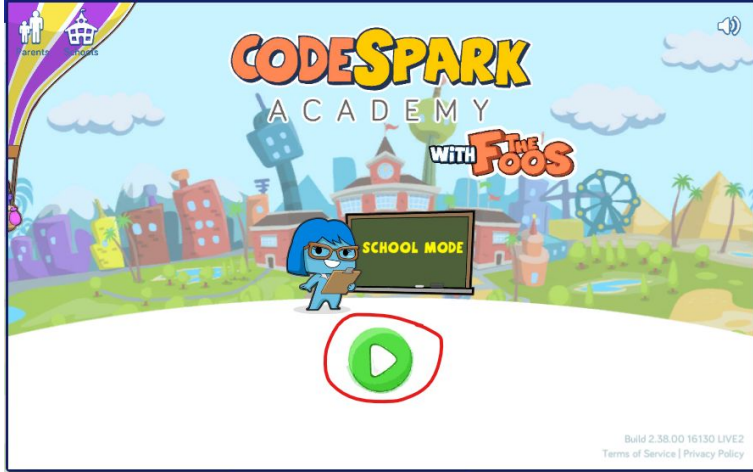 Parents Schools
CODESPARK
ACADEMY
WITH THE FOOS
SCHOOL MODE
Build 2.38.00 16130 LIVE2
Terms of Service | Privacy Policy